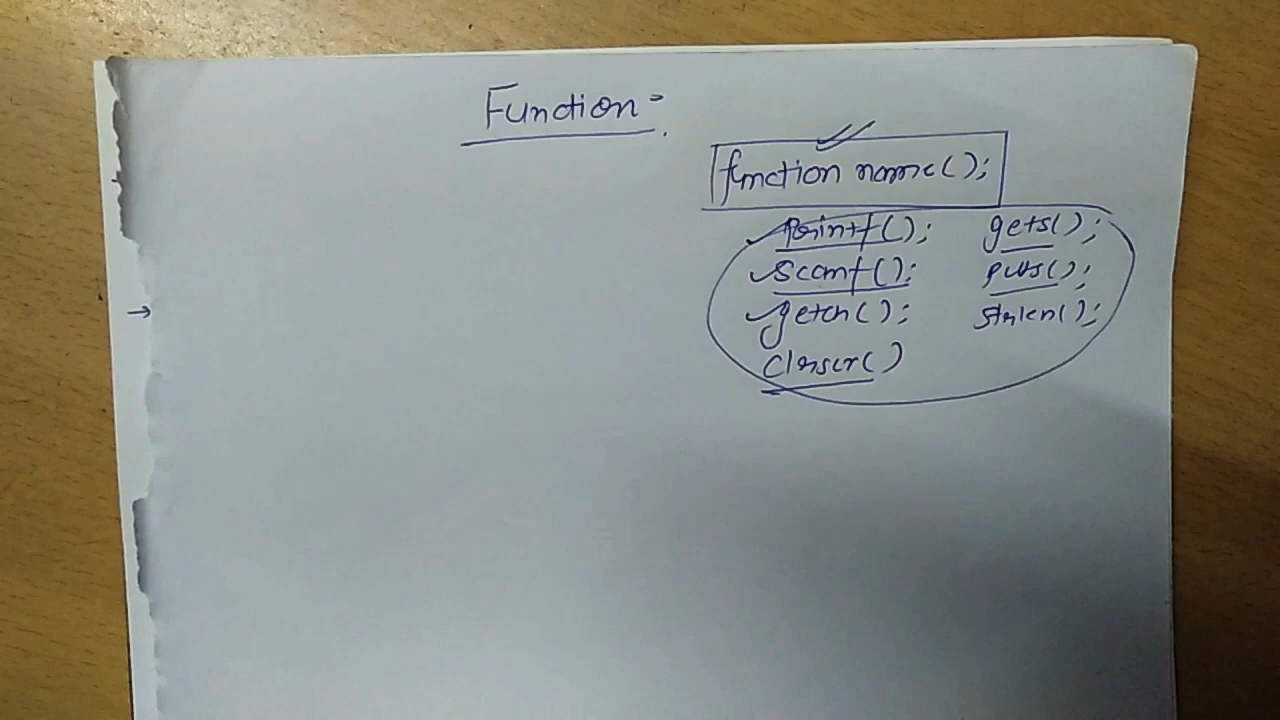 Function:
function name();
printf(); gets();
scanf(); puts();
getch(); strlen();
clrscr()